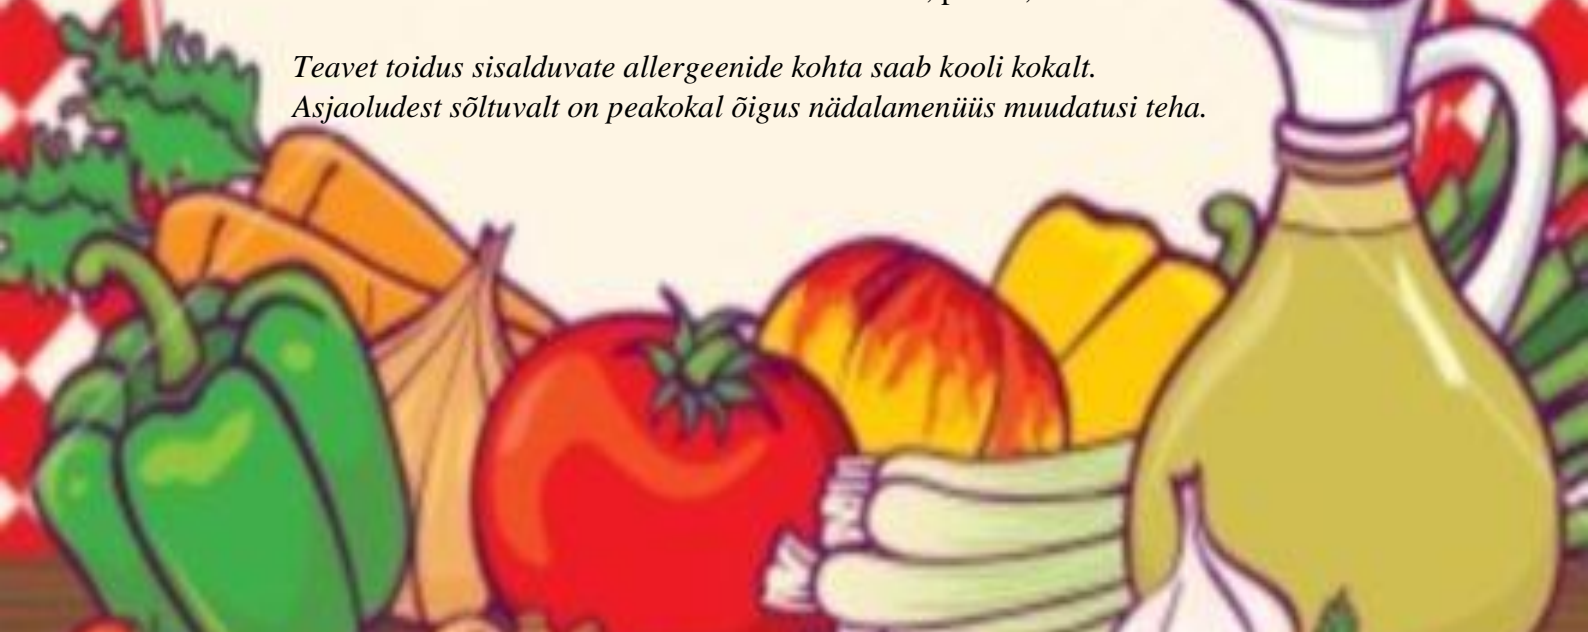 Teavet toidus sisalduvate allergeenide kohta saab kooli kokalt.
Asjaoludest sõltuvalt on peakokal õigus nädalamenüüs muudatusi teha.